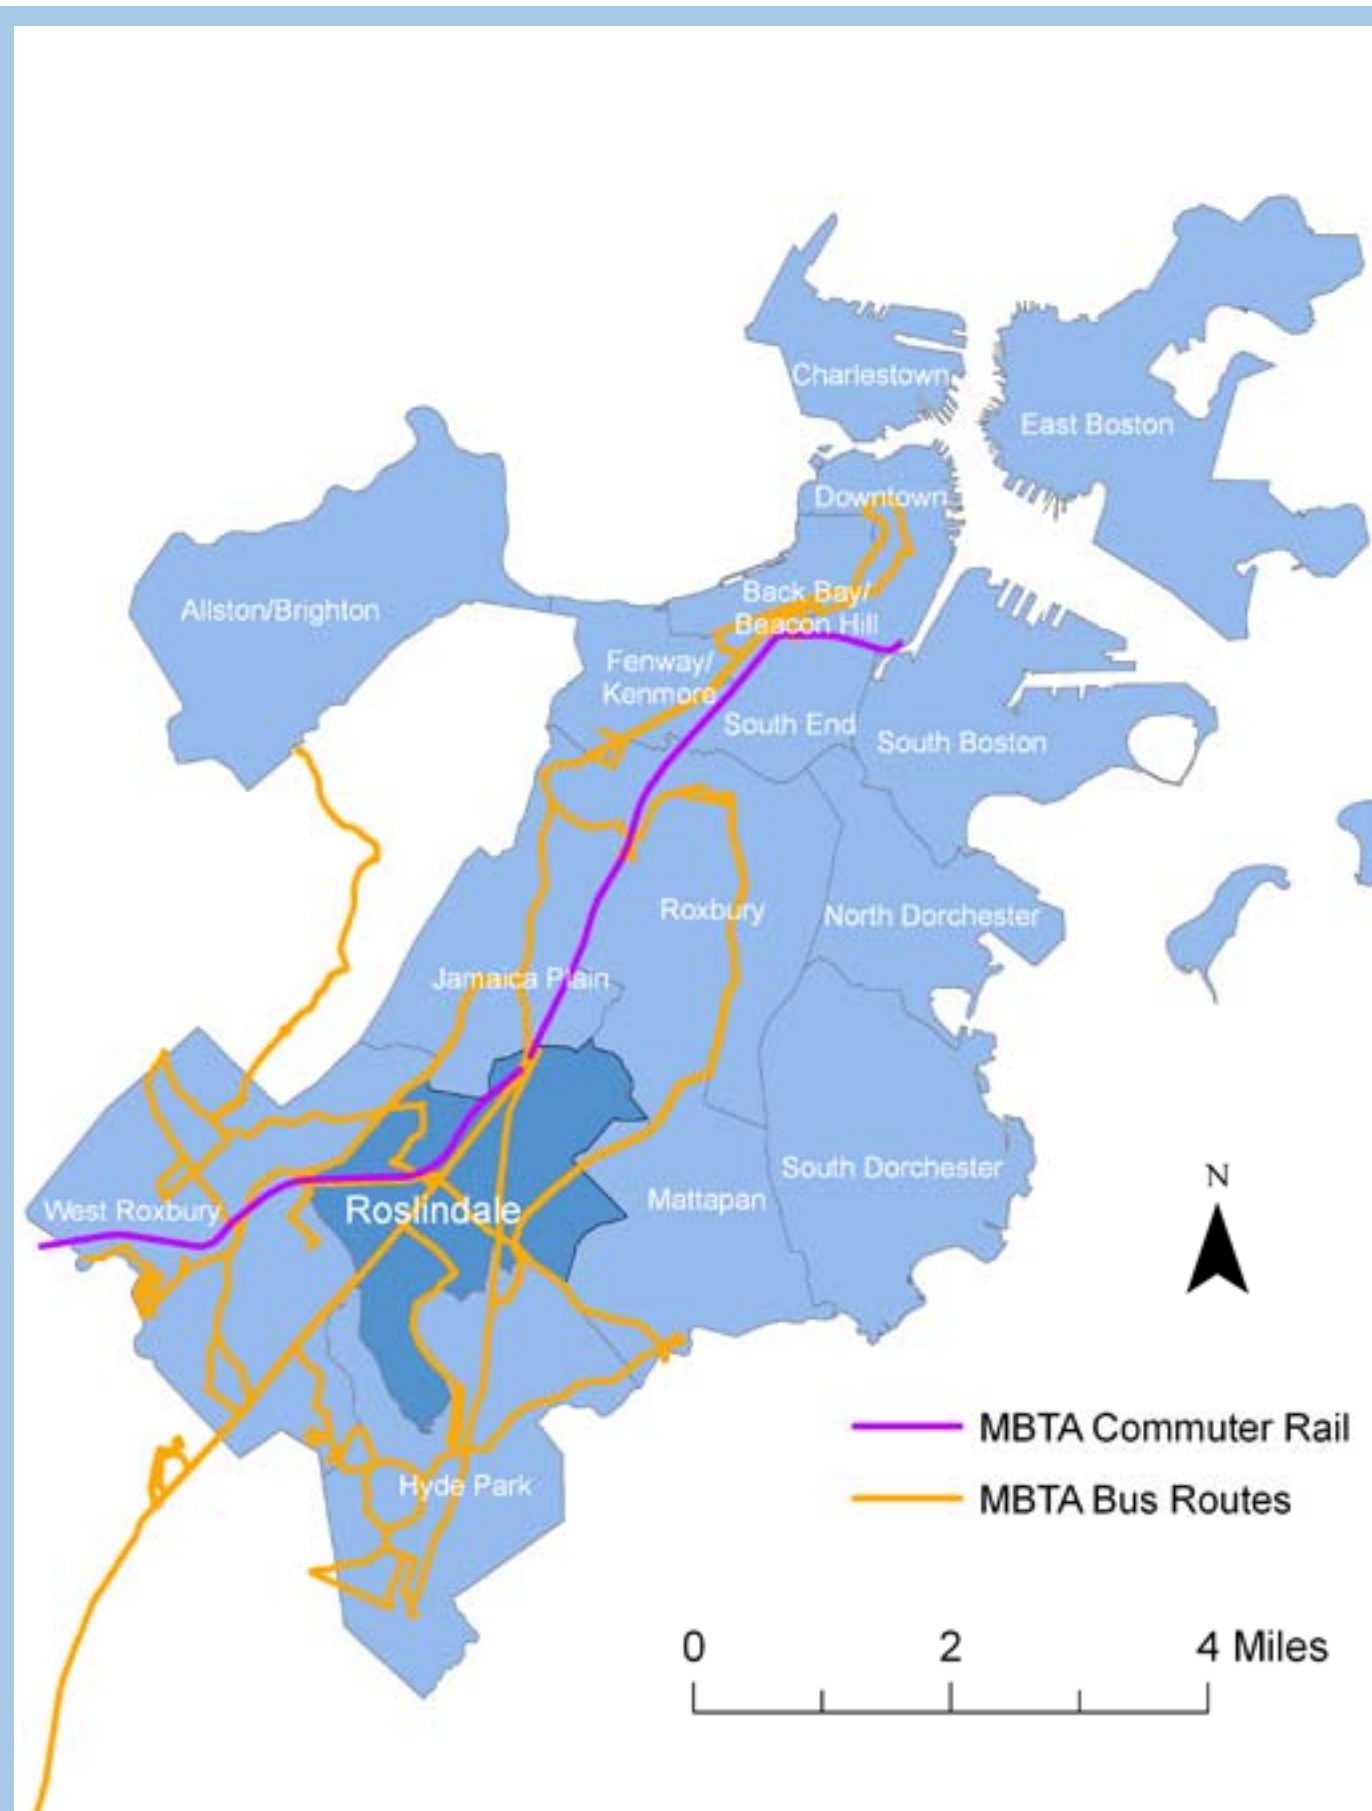 Charlestown
East Boston
Downtown
Back Bay/
Beacon Hill
Allston/Brighton
Fenway/
Kenmore
South End
South Boston
Roxbury
North Dorchester
Jamaica Plain
South Dorchester
Mattapan
West Roxbury
Roslindale
N
MBTA Commuter Rail
MBTA Bus Routes
Hyde Park
0 2 4 Miles